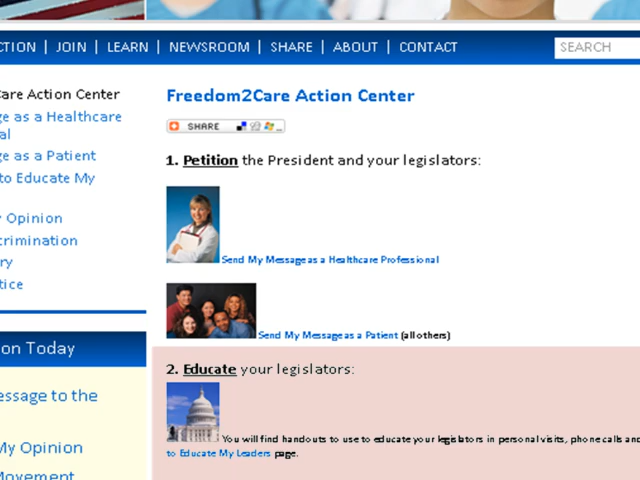 CTION | JOIN | LEARN | NEWSROOM | SHARE | ABOUT | CONTACT
SEARCH
Care Action Center
ge as a Healthcare
al
ge as a Patient
to Educate My
Opinion
crimination
ry
tice
on Today
essage to the
My Opinion
Movement
Freedom2Care Action Center
SHARE
1. Petition the President and your legislators:
Send My Message as a Healthcare Professional
Send My Message as a Patient (all others)
2. Educate your legislators:
You will find handouts to use to educate your legislators in personal visits, phone calls and
to Educate My Leaders page.